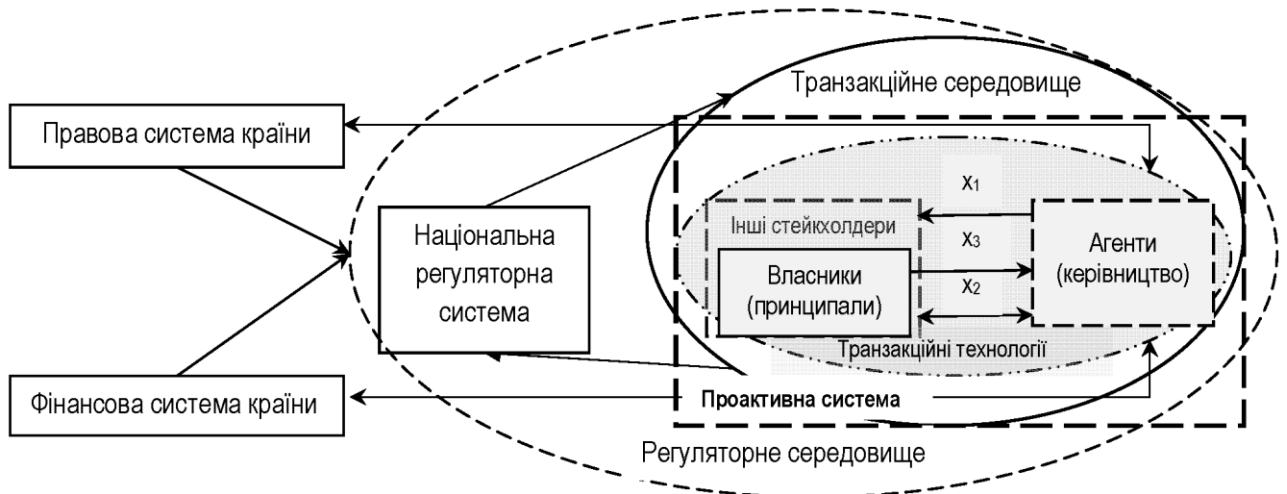 Транзакційне середовище
Правова система країни
Національна
регуляторна
система
Інші стейкхолдери
Власники
(принципали)
x1
x3
x2
Агенти
(керівництво)
Транзакційні технології
Фінансова система країни
Проактивна система
Регуляторне середовище